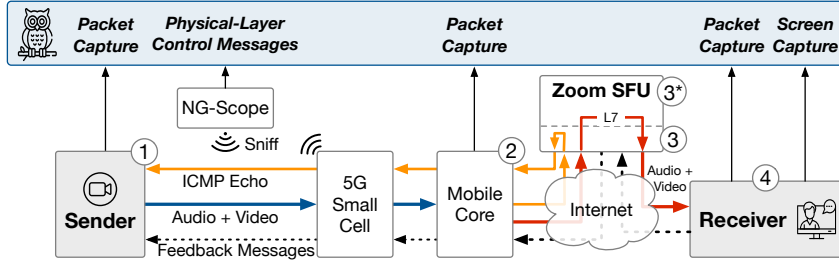 Packet
Capture
Physical-Layer
Control Messages
Packet
Capture
Packet
Capture
Screen
Capture
NG-Scope
Sniff
Zoom SFU
3*
L7
3
1
ICMP Echo
Audio + Video
Feedback Messages
Sender
5G
Small
Cell
2
Mobile
Core
Internet
Audio +
Video
4
Receiver